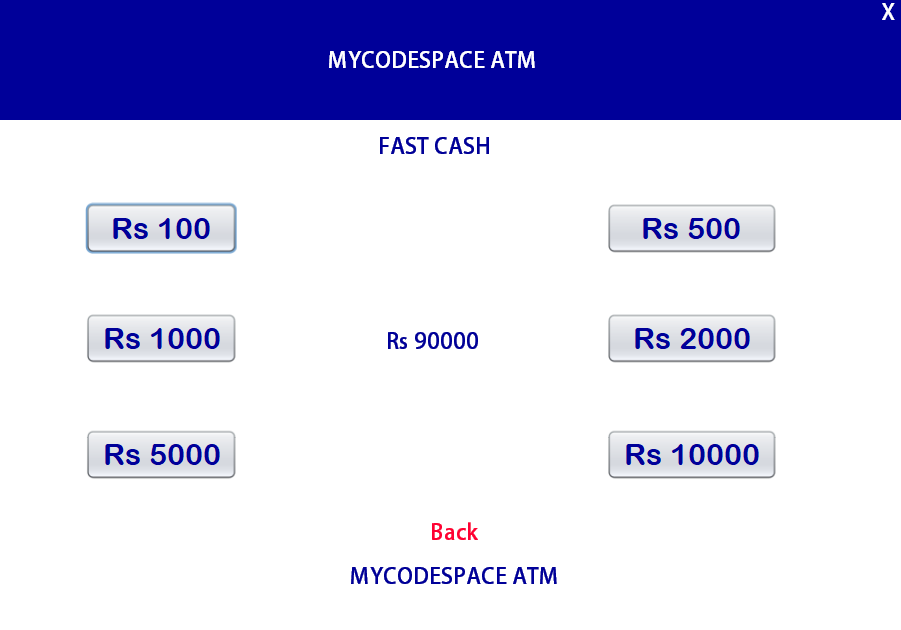 X
MYCODESPACE ATM
FAST CASH
Rs 100
Rs 500
Rs 1000
Rs 90000
Rs 2000
Rs 5000
Rs 10000
Back
MYCODESPACE ATM